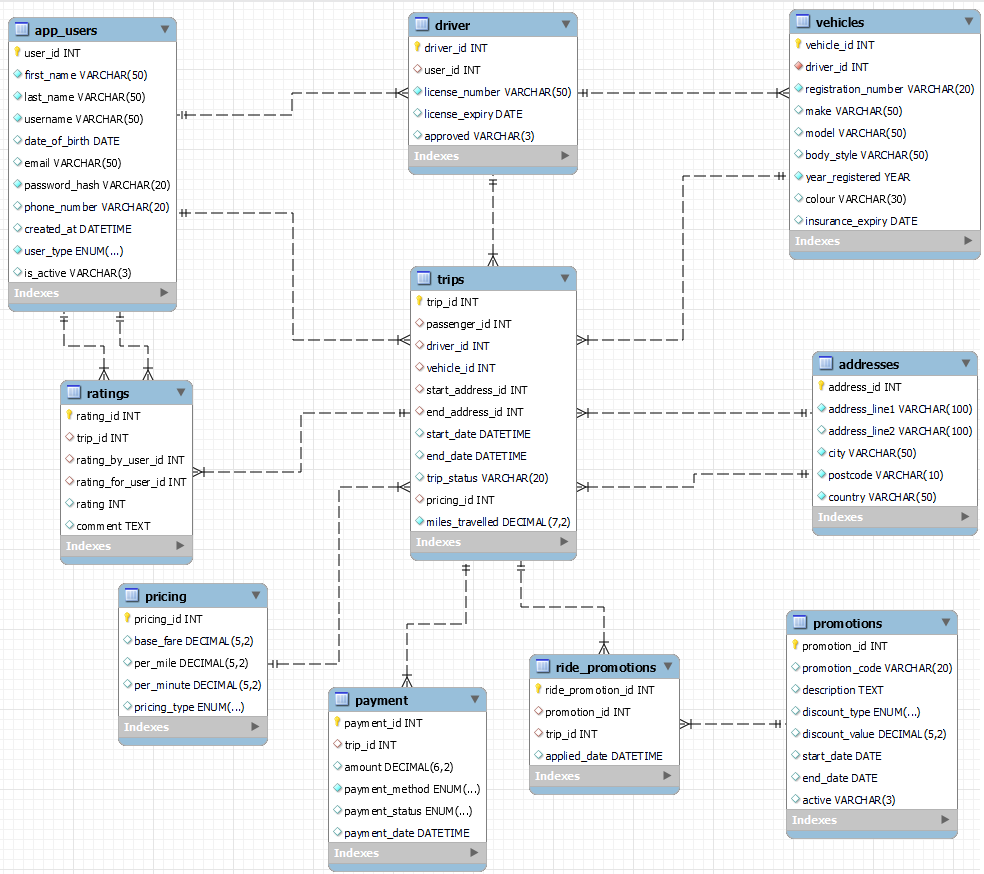 app_users
user_id INT
first_name VARCHAR(50)
last_name VARCHAR(50)
username VARCHAR(50)
date_of_birth DATE
email VARCHAR(50)
password_hash VARCHAR(20)
phone_number VARCHAR(20)
created_at DATETIME
user_type ENUM(...)
is_active VARCHAR(3)
Indexes
driver
driver_id INT
user_id INT
license_number VARCHAR(50)
license_expiry DATE
approved VARCHAR(3)
Indexes
vehicles
vehicle_id INT
driver_id INT
registration_number VARCHAR(20)
make VARCHAR(50)
model VARCHAR(50)
body_style VARCHAR(50)
year_registered YEAR
colour VARCHAR(30)
insurance_expiry DATE
Indexes
trips
trip_id INT
passenger_id INT
driver_id INT
vehicle_id INT
start_address_id INT
end_address_id INT
start_date DATETIME
end_date DATETIME
trip_status VARCHAR(20)
pricing_id INT
miles_travelled DECIMAL(7,2)
Indexes
addresses
address_id INT
address_line1 VARCHAR(100)
address_line2 VARCHAR(100)
city VARCHAR(50)
postcode VARCHAR(10)
country VARCHAR(50)
Indexes
ratings
rating_id INT
trip_id INT
rating_by_user_id INT
rating_for_user_id INT
rating INT
comment TEXT
Indexes
pricing
pricing_id INT
base_fare DECIMAL(5,2)
per_mile DECIMAL(5,2)
per_minute DECIMAL(5,2)
pricing_type ENUM(...)
Indexes
payment
payment_id INT
trip_id INT
amount DECIMAL(6,2)
payment_method ENUM(...)
payment_status ENUM(...)
payment_date DATETIME
Indexes
ride_promotions
ride_promotion_id INT
promotion_id INT
trip_id INT
applied_date DATETIME
Indexes
promotions
promotion_id INT
promotion_code VARCHAR(20)
description TEXT
discount_type ENUM(...)
discount_value DECIMAL(5,2)
start_date DATE
end_date DATE
active VARCHAR(3)
Indexes